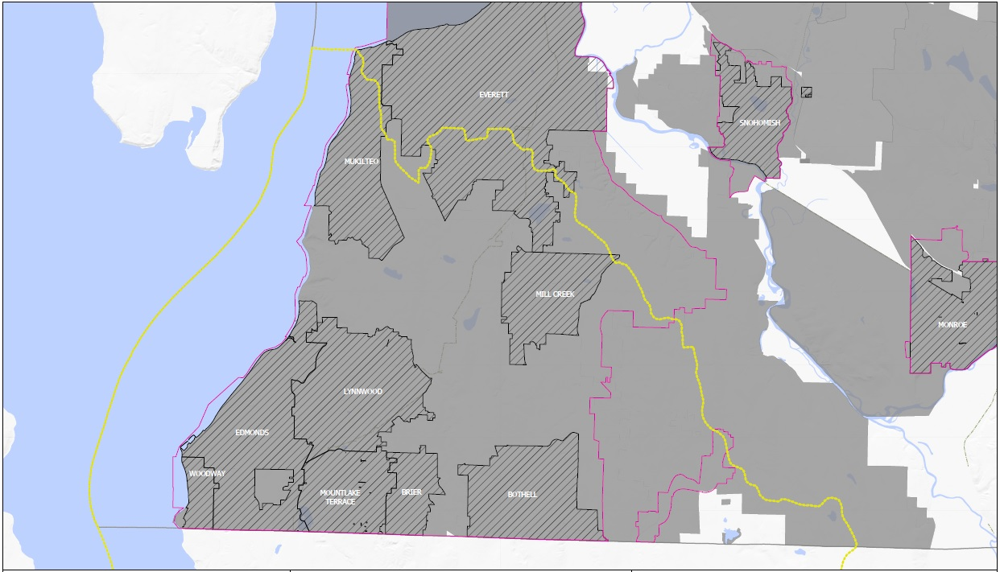 EVERETT
SNOHOMISH
MUKILTEO
MILL CREEK
MONROE
LYNNWOOD
EDMONDS
WOODWAY
MOUNTLAKE
TERRACE
BRIER
BOTHELL